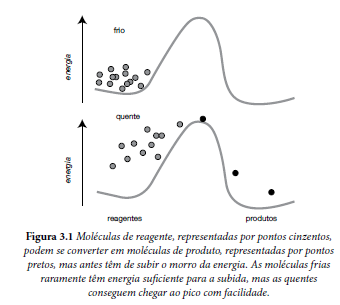 frio
energia
quente
energia
reagentes produtos
Figura 3.1 Moléculas de reagente, representadas por pontos cinzentos,
podem se converter em moléculas de produto, representadas por pontos
pretos, mas antes têm de subir o morro da energia. As moléculas frias
raramente têm energia suficiente para a subida, mas as quentes
conseguem chegar ao pico com facilidade.